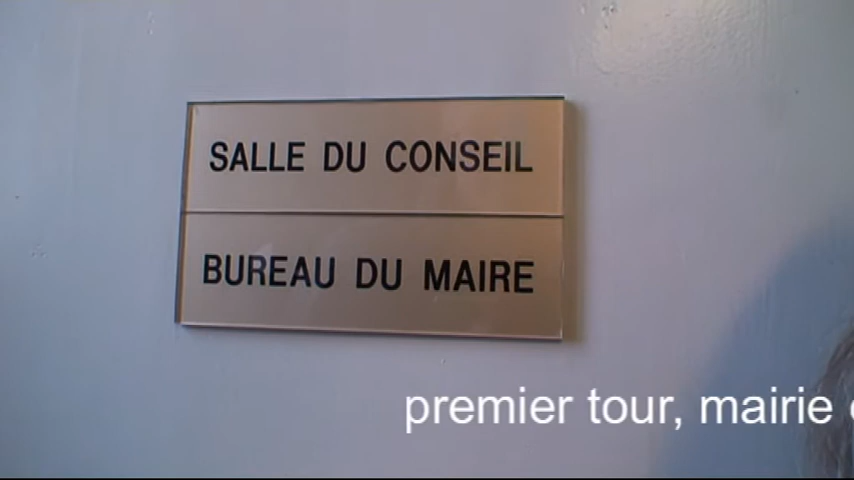 SALLE DU CONSEIL
BUREAU DU MAIRE
premier tour, mairie